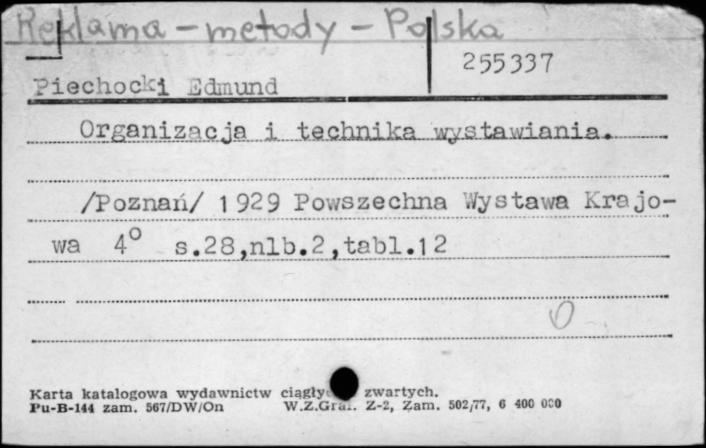 Reklama - metody - Polska
255337
Piechocki Edmund
Organizacja i technika wystawiania.
/Poznań/ 1929 Powszechna Wystawa Krajo-
wa 4° s.28,nlb.2,tabl.12
Karta katalogowa wydawnictw zwartych.
Pu-B-144 zam. 567/DW/On W.Z.Graf. Z-2, Zam. 502/77, 6 400 000